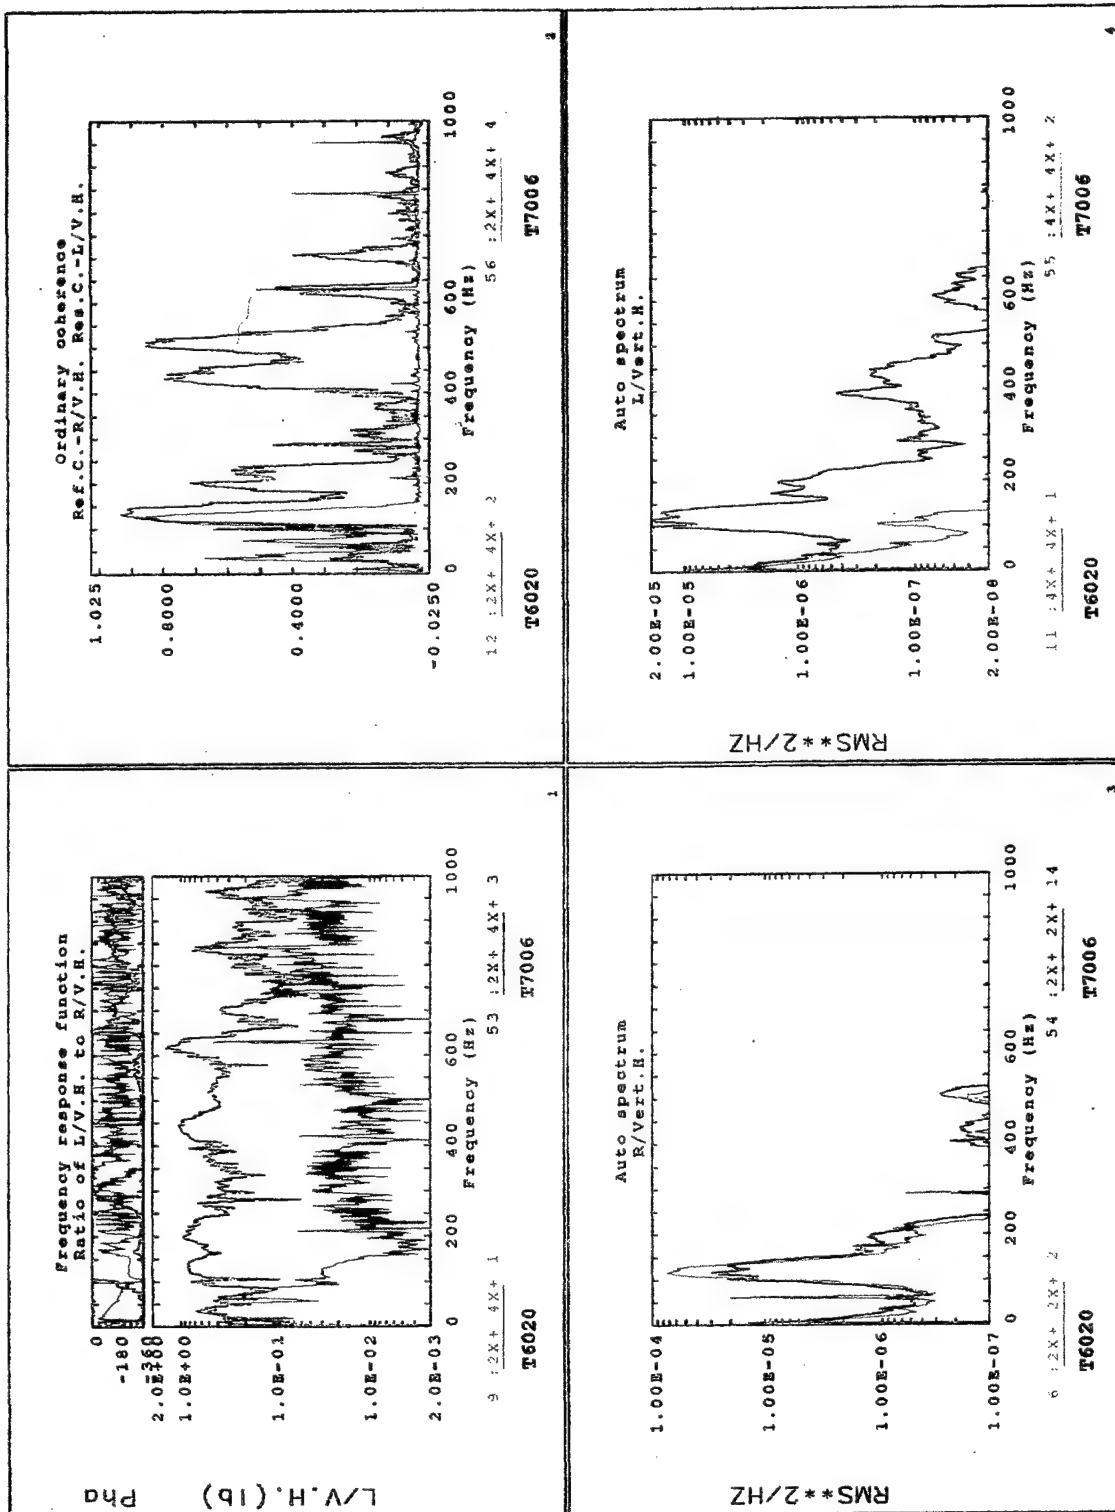 Frequency response function
Ratio of L/V.H. to R/V.H.
Pha
0
-180
-360
L/V.H.(lb)
2.0E+00
1.0E+00
1.0E-01
1.0E-02
2.0E-03
0 200 400 600 1000
Frequency (Hz)
9 :2X+ 4X+ 1
53 :2X+ 4X+ 3
T6020
T7006
1
Ordinary coherence
Ref.C.-R/V.H. Res.C.-L/V.H.
1.025
0.8000
0.4000
-0.0250
0 200 400 600 1000
Frequency (Hz)
12 :2X+ 4X+ 2
56 :2X+ 4X+ 4
T6020
T7006
2
Auto spectrum
R/Vert.H.
RMS**2/HZ
1.00E-04
1.00E-05
1.00E-06
1.00E-07
0 200 400 600 1000
Frequency (Hz)
6 :2X+ 2X+ 2
54 :2X+ 2X+ 14
T6020
T7006
3
Auto spectrum
L/Vert.H.
RMS**2/HZ
2.00E-05
1.00E-05
1.00E-06
1.00E-07
2.00E-08
0 200 400 600 1000
Frequency (Hz)
11 :4X+ 4X+ 1
55 :4X+ 4X+ 2
T6020
T7006
4